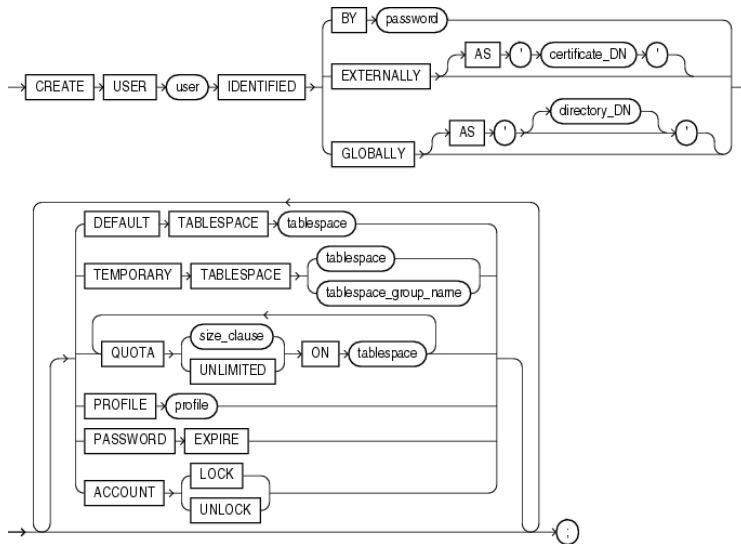 BY password
CREATE USER user IDENTIFIED EXTERNALLY AS ' certificate_DN '
GLOBALLY AS ' directory_DN '
DEFAULT TABLESPACE tablespace
TEMPORARY TABLESPACE tablespace
tablespace_group_name
QUOTA size_clause
UNLIMITED ON tablespace
PROFILE profile
PASSWORD EXPIRE
ACCOUNT LOCK
UNLOCK
;